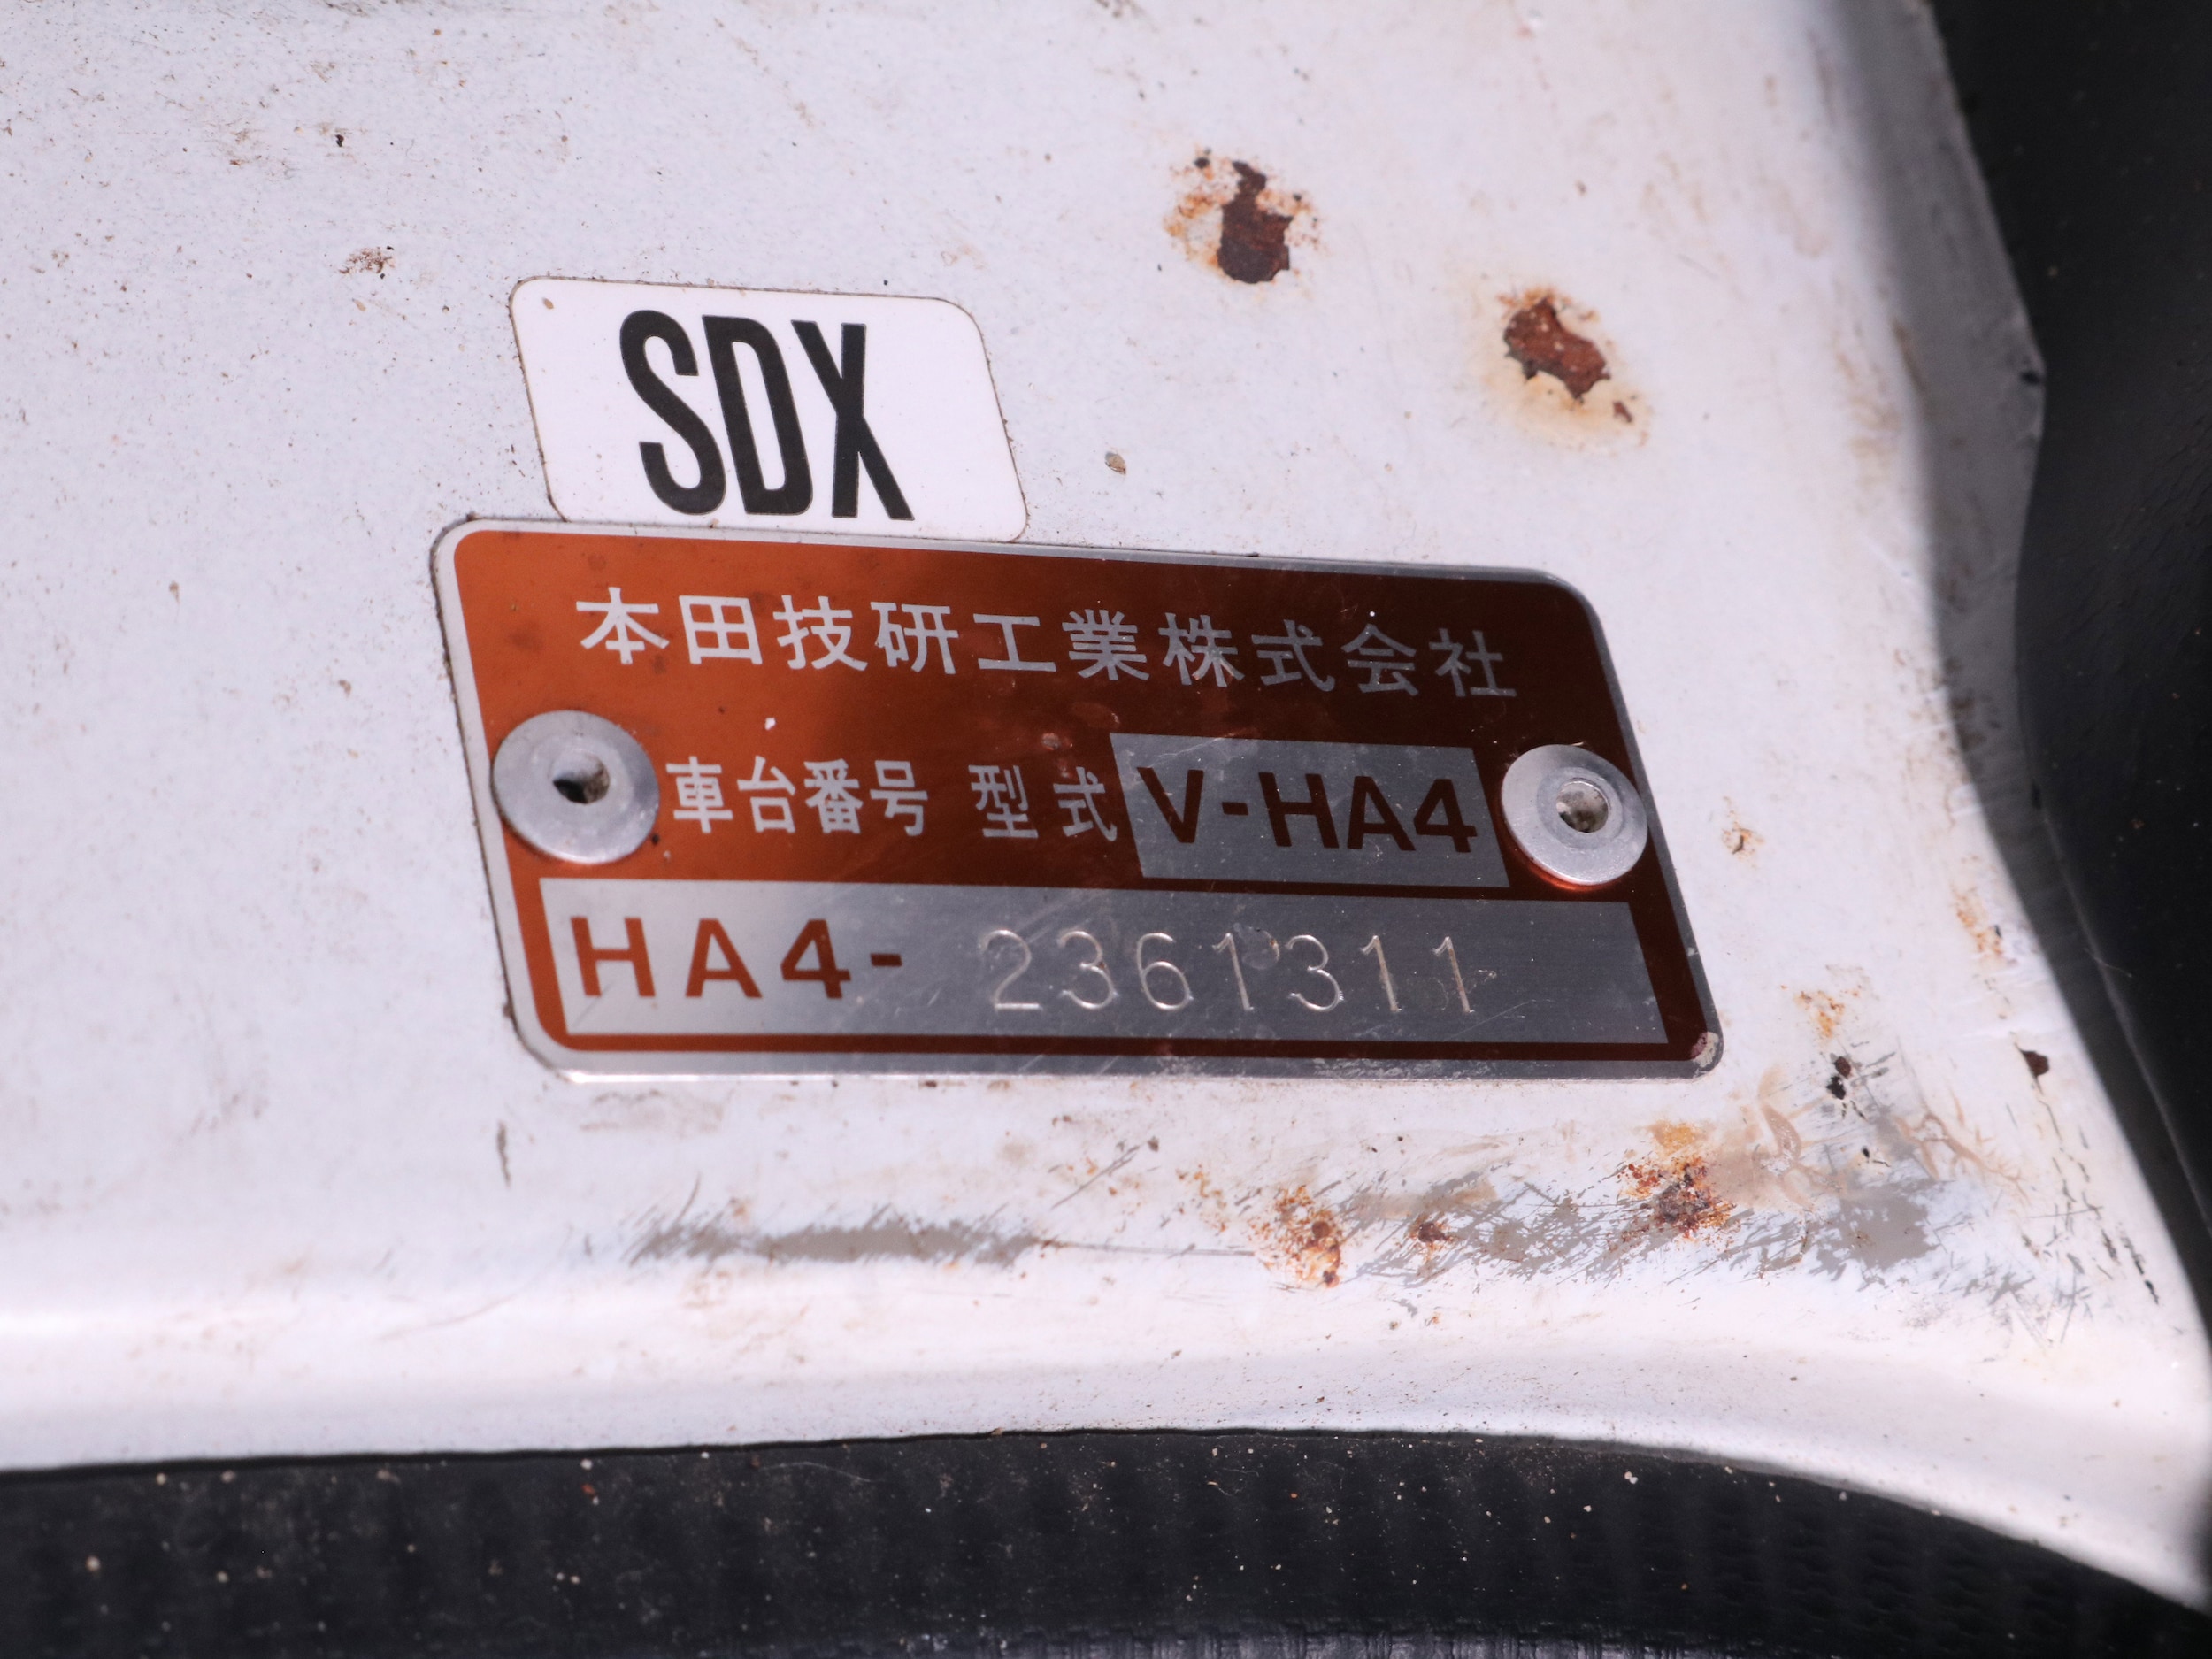 SDX
本田技研工業株式会社
車台番号 型式 V-HA4
HA4- 2361311